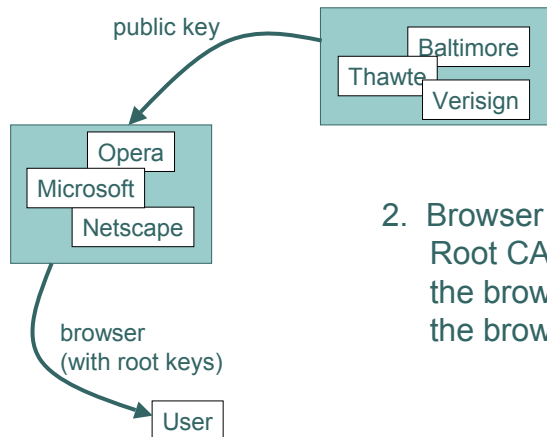 public key
Baltimore
Thawte
Verisign
Opera
Microsoft
Netscape
2. Browser
Root CA
the brow
the brow
browser
(with root keys)
User